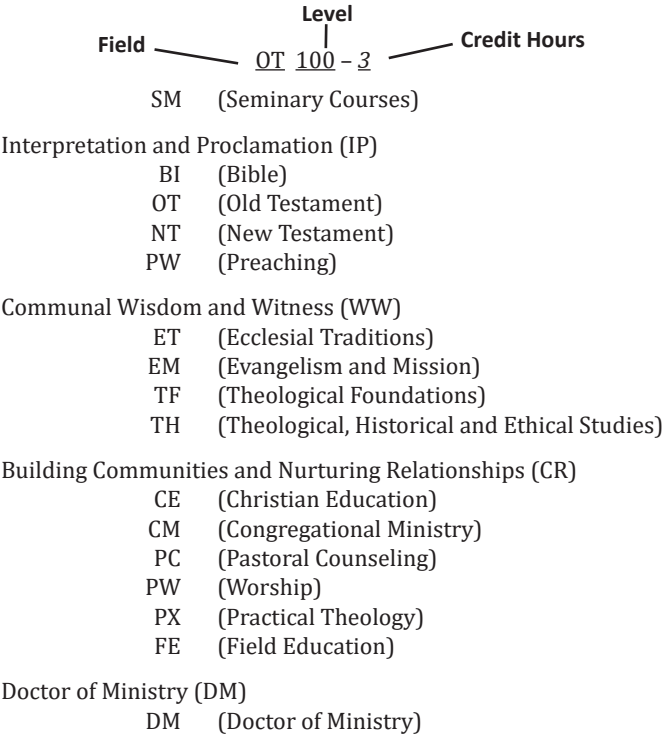 Level
Field
Credit Hours
OT 100 – 3
SM (Seminary Courses)
Interpretation and Proclamation (IP)
BI (Bible)
OT (Old Testament)
NT (New Testament)
PW (Preaching)
Communal Wisdom and Witness (WW)
ET (Ecclesial Traditions)
EM (Evangelism and Mission)
TF (Theological Foundations)
TH (Theological, Historical and Ethical Studies)
Building Communities and Nurturing Relationships (CR)
CE (Christian Education)
CM (Congregational Ministry)
PC (Pastoral Counseling)
PW (Worship)
PX (Practical Theology)
FE (Field Education)
Doctor of Ministry (DM)
DM (Doctor of Ministry)